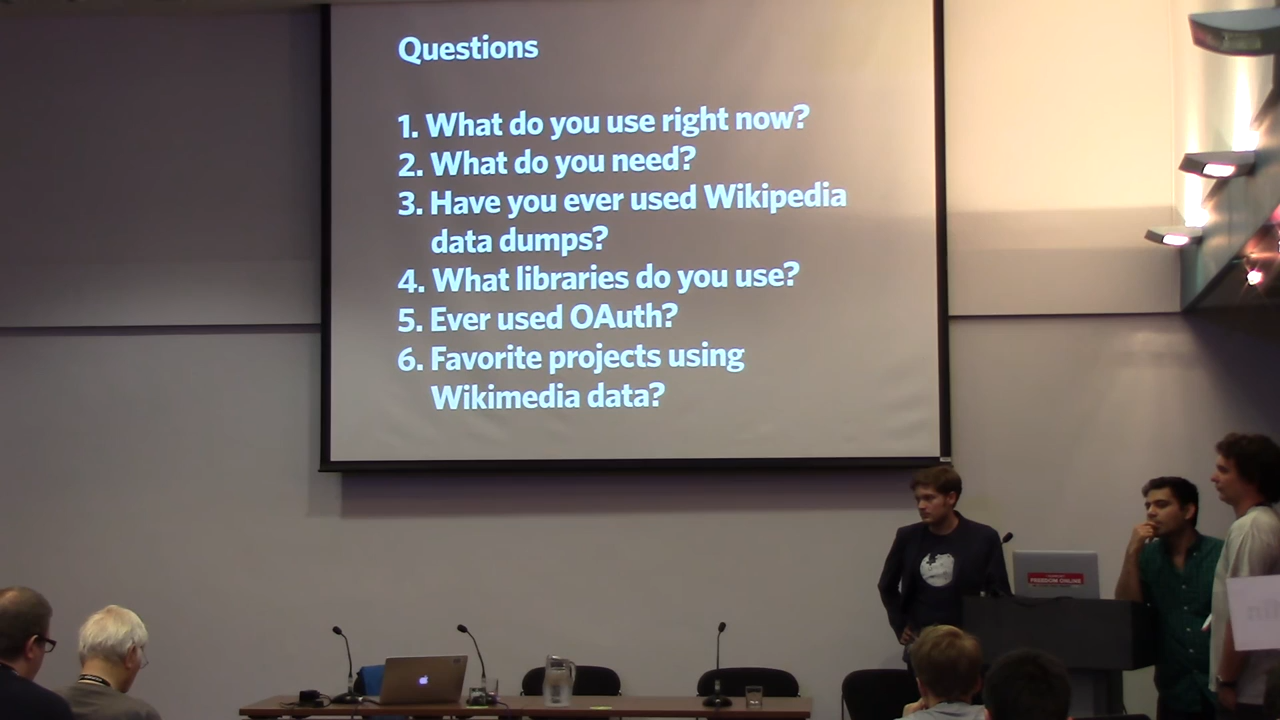 Questions
1. What do you use right now?
2. What do you need?
3. Have you ever used Wikipedia
data dumps?
4. What libraries do you use?
5. Ever used OAuth?
6. Favorite projects using
Wikimedia data?
FREEDOM ONLINE